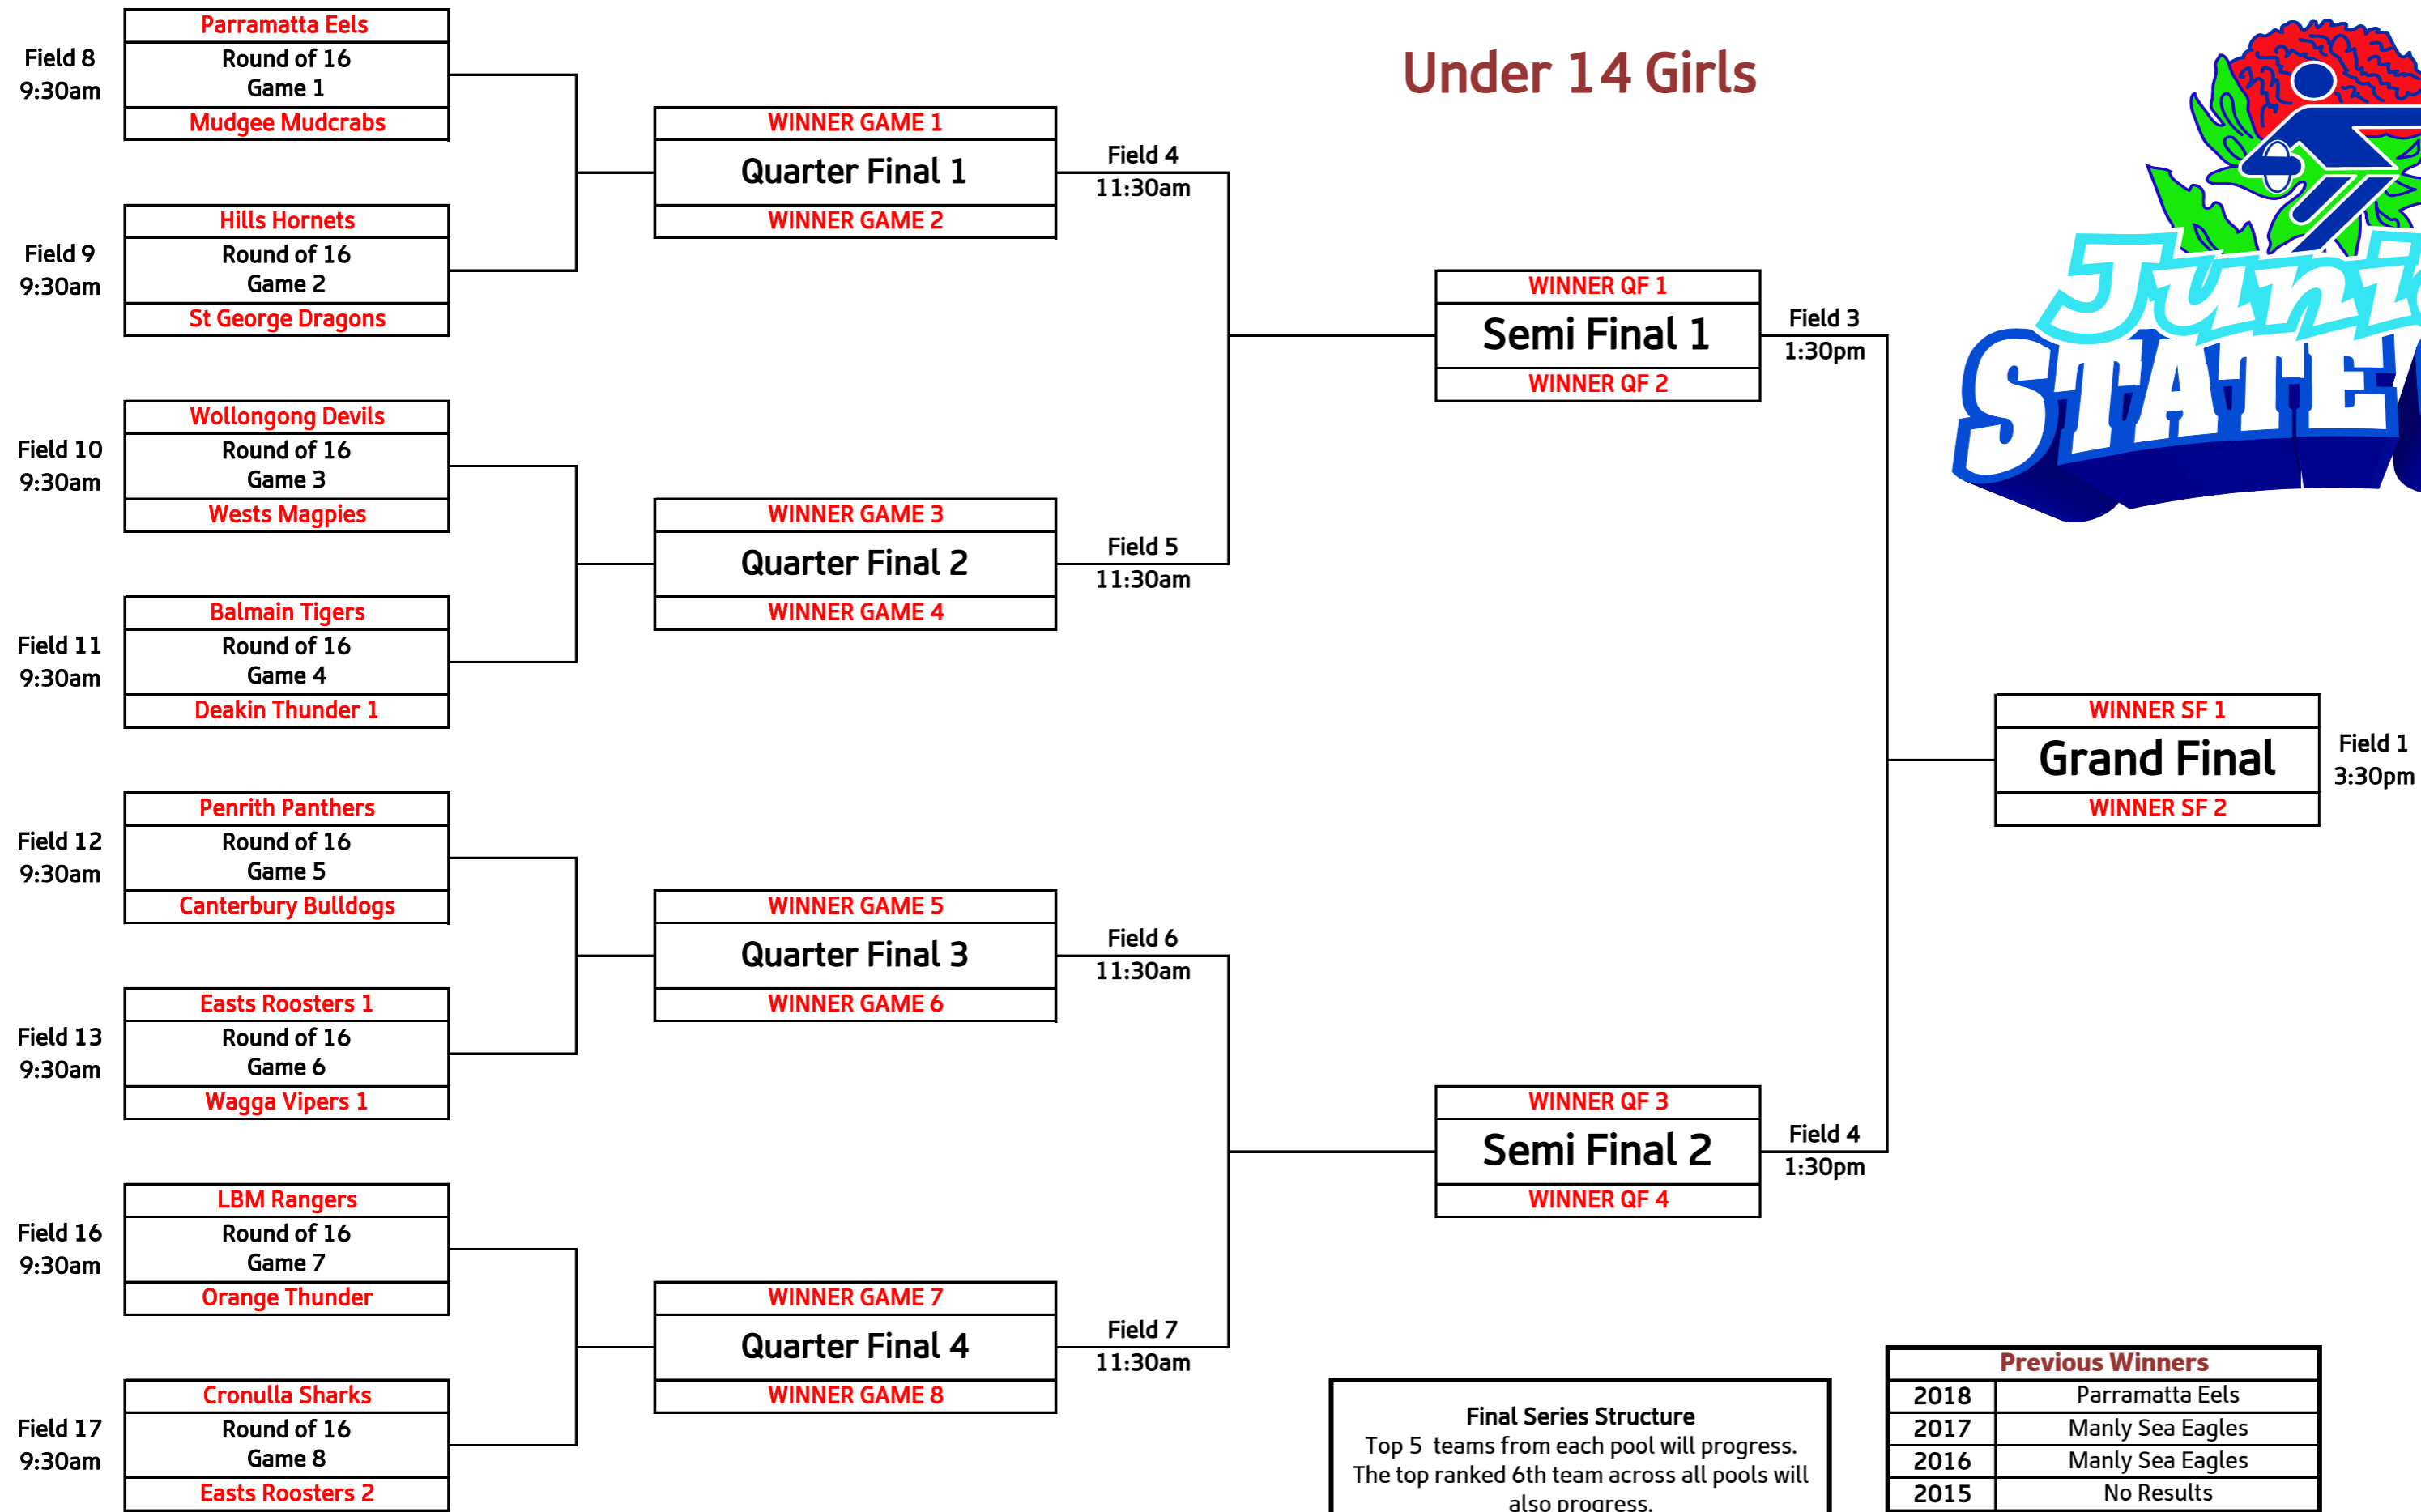 Under 14 Girls
Parramatta Eels
Field 8
9:30am
Round of 16
Game 1
Mudgee Mudcrabs
Hills Hornets
Field 9
9:30am
Round of 16
Game 2
St George Dragons
Wollongong Devils
Field 10
9:30am
Round of 16
Game 3
Wests Magpies
Balmain Tigers
Field 11
9:30am
Round of 16
Game 4
Deakin Thunder 1
Penrith Panthers
Field 12
9:30am
Round of 16
Game 5
Canterbury Bulldogs
Easts Roosters 1
Field 13
9:30am
Round of 16
Game 6
Wagga Vipers 1
LBM Rangers
Field 16
9:30am
Round of 16
Game 7
Orange Thunder
Cronulla Sharks
Field 17
9:30am
Round of 16
Game 8
Easts Roosters 2
WINNER GAME 1
Quarter Final 1
WINNER GAME 2
Field 4
11:30am
WINNER GAME 3
Quarter Final 2
WINNER GAME 4
Field 5
11:30am
WINNER GAME 5
Quarter Final 3
WINNER GAME 6
Field 6
11:30am
WINNER GAME 7
Quarter Final 4
WINNER GAME 8
Field 7
11:30am
WINNER QF 1
Semi Final 1
WINNER QF 2
Field 3
1:30pm
WINNER QF 3
Semi Final 2
WINNER QF 4
Field 4
1:30pm
WINNER SF 1
Grand Final
WINNER SF 2
Field 1
3:30pm
STATE
Final Series Structure
Top 5 teams from each pool will progress.
The top ranked 6th team across all pools will
also progress.
Previous Winners
2018 Parramatta Eels
2017 Manly Sea Eagles
2016 Manly Sea Eagles
2015 No Results